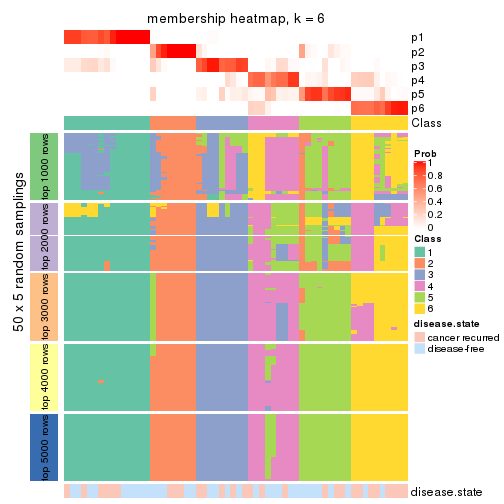 membership heatmap, k = 6
p1
p2
p3
p4
p5
p6
Class
50 x 5 random samplings
top 1000 rows
top 2000 rows
top 3000 rows
top 4000 rows
top 5000 rows
Prob
1
0.8
0.6
0.4
0.2
0
Class
1
2
3
4
5
6
disease.state
cancer recurred
disease-free
disease.state